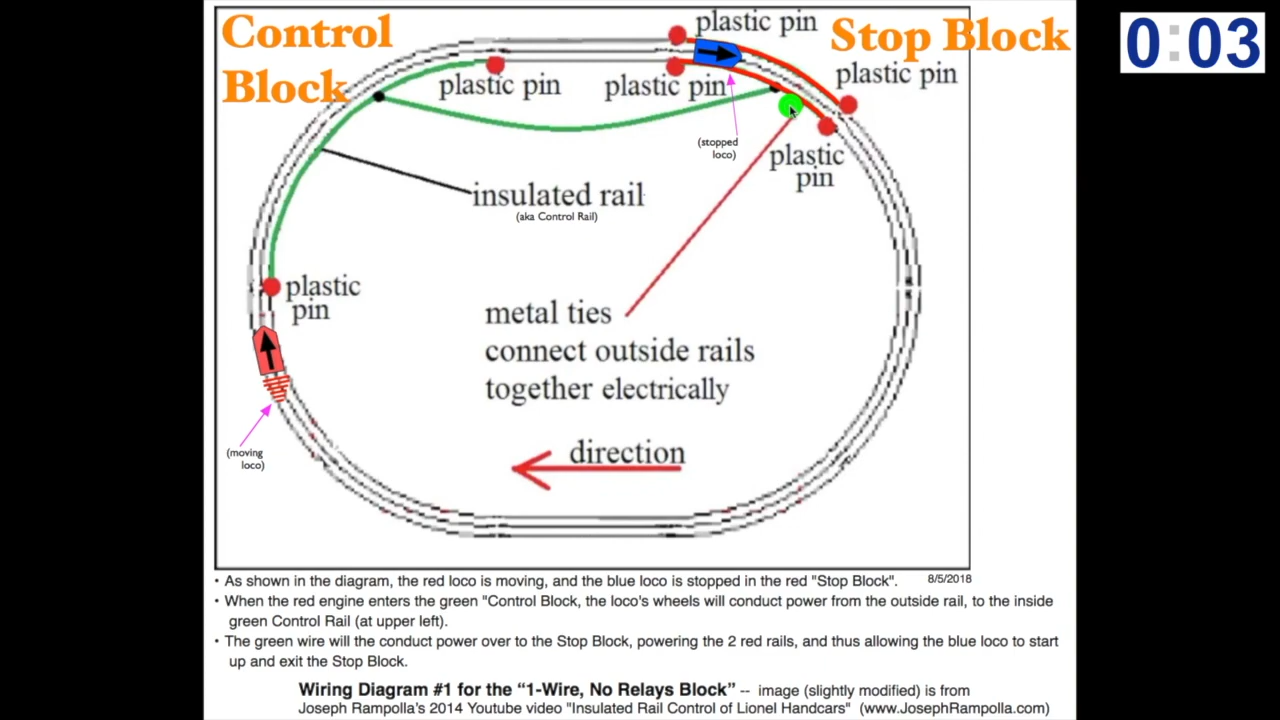 Control
Block
plastic pin
Stop Block
0:03
plastic pin
plastic pin
plastic pin
(stopped
loco)
plastic
pin
insulated rail
(aka Control Rail)
plastic
pin
metal ties
connect outside rails
together electrically
(moving
loco)
direction
• As shown in the diagram, the red loco is moving, and the blue loco is stopped in the red "Stop Block".
8/5/2018
• When the red engine enters the green "Control Block, the loco's wheels will conduct power from the outside rail, to the inside
green Control Rail (at upper left).
• The green wire will the conduct power over to the Stop Block, powering the 2 red rails, and thus allowing the blue loco to start
up and exit the Stop Block.
Wiring Diagram #1 for the “1-Wire, No Relays Block” -- image (slightly modified) is from
Joseph Rampolla's 2014 Youtube video "Insulated Rail Control of Lionel Handcars" (www.JosephRampolla.com)